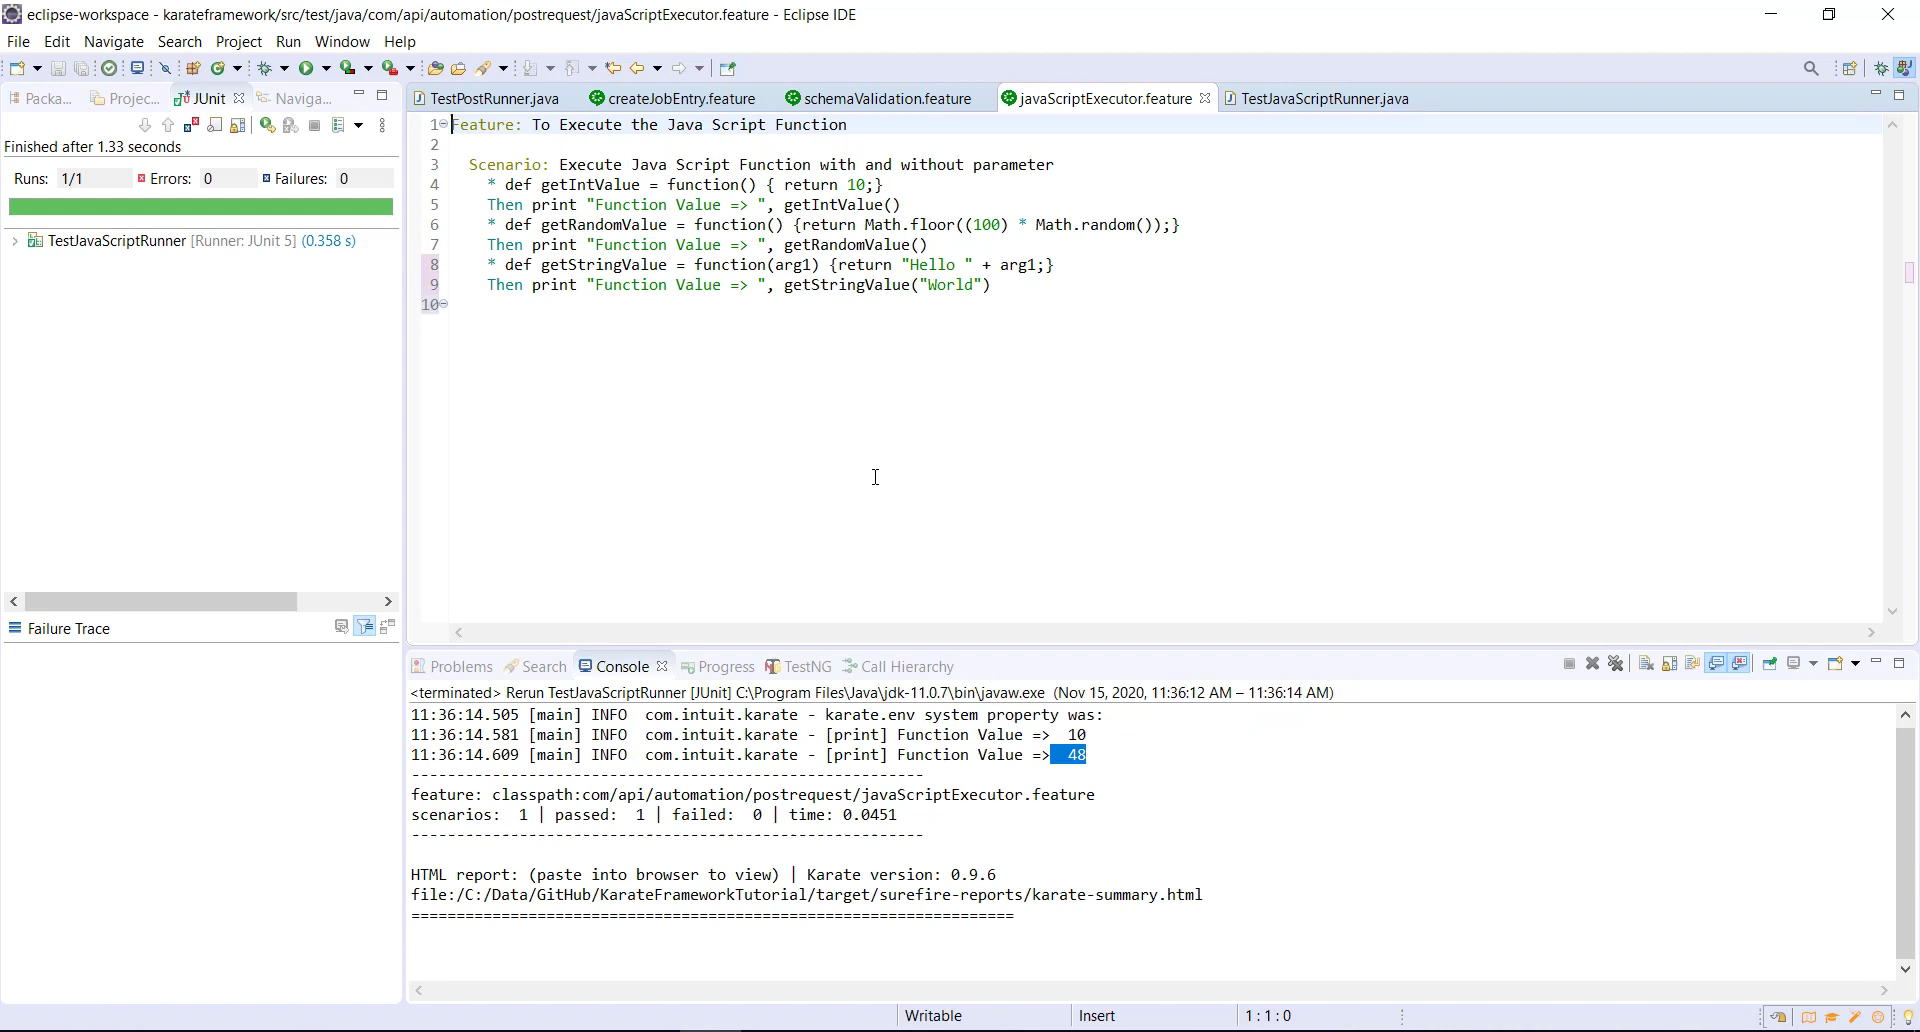 eclipse-workspace - karateframework/src/test/java/com/api/automation/postrequest/javaScriptExecutor.feature - Eclipse IDE
File Edit Navigate Search Project Run Window Help
Packa... Projec... JUnit Naviga...
TestPostRunner.java createJobEntry.feature schemaValidation.feature javaScriptExecutor.feature TestJavaScriptRunner.java
Finished after 1.33 seconds
Runs: 1/1 Errors: 0 Failures: 0
TestJavaScriptRunner [Runner: JUnit 5] (0.358 s)
Failure Trace
1 Feature: To Execute the Java Script Function
2
3 Scenario: Execute Java Script Function with and without parameter
4 * def getIntValue = function() { return 10;}
5 Then print "Function Value => ", getIntValue()
6 * def getRandomValue = function() {return Math.floor((100) * Math.random());}
7 Then print "Function Value => ", getRandomValue()
8 * def getStringValue = function(arg1) {return "Hello " + arg1;}
9 Then print "Function Value => ", getStringValue("World")
10
Problems Search Console Progress TestNG Call Hierarchy
<terminated> Rerun TestJavaScriptRunner [JUnit] C:\Program Files\Java\jdk-11.0.7\bin\javaw.exe (Nov 15, 2020, 11:36:12 AM – 11:36:14 AM)
11:36:14.505 [main] INFO com.intuit.karate - karate.env system property was:
11:36:14.581 [main] INFO com.intuit.karate - [print] Function Value => 10
11:36:14.609 [main] INFO com.intuit.karate - [print] Function Value => 48
---------------------------------------------------------
feature: classpath:com/api/automation/postrequest/javaScriptExecutor.feature
scenarios: 1 | passed: 1 | failed: 0 | time: 0.0451
---------------------------------------------------------
HTML report: (paste into browser to view) | Karate version: 0.9.6
file:/C:/Data/GitHub/KarateFrameworkTutorial/target/surefire-reports/karate-summary.html
===================================================================
Writable Insert 1 : 1 : 0